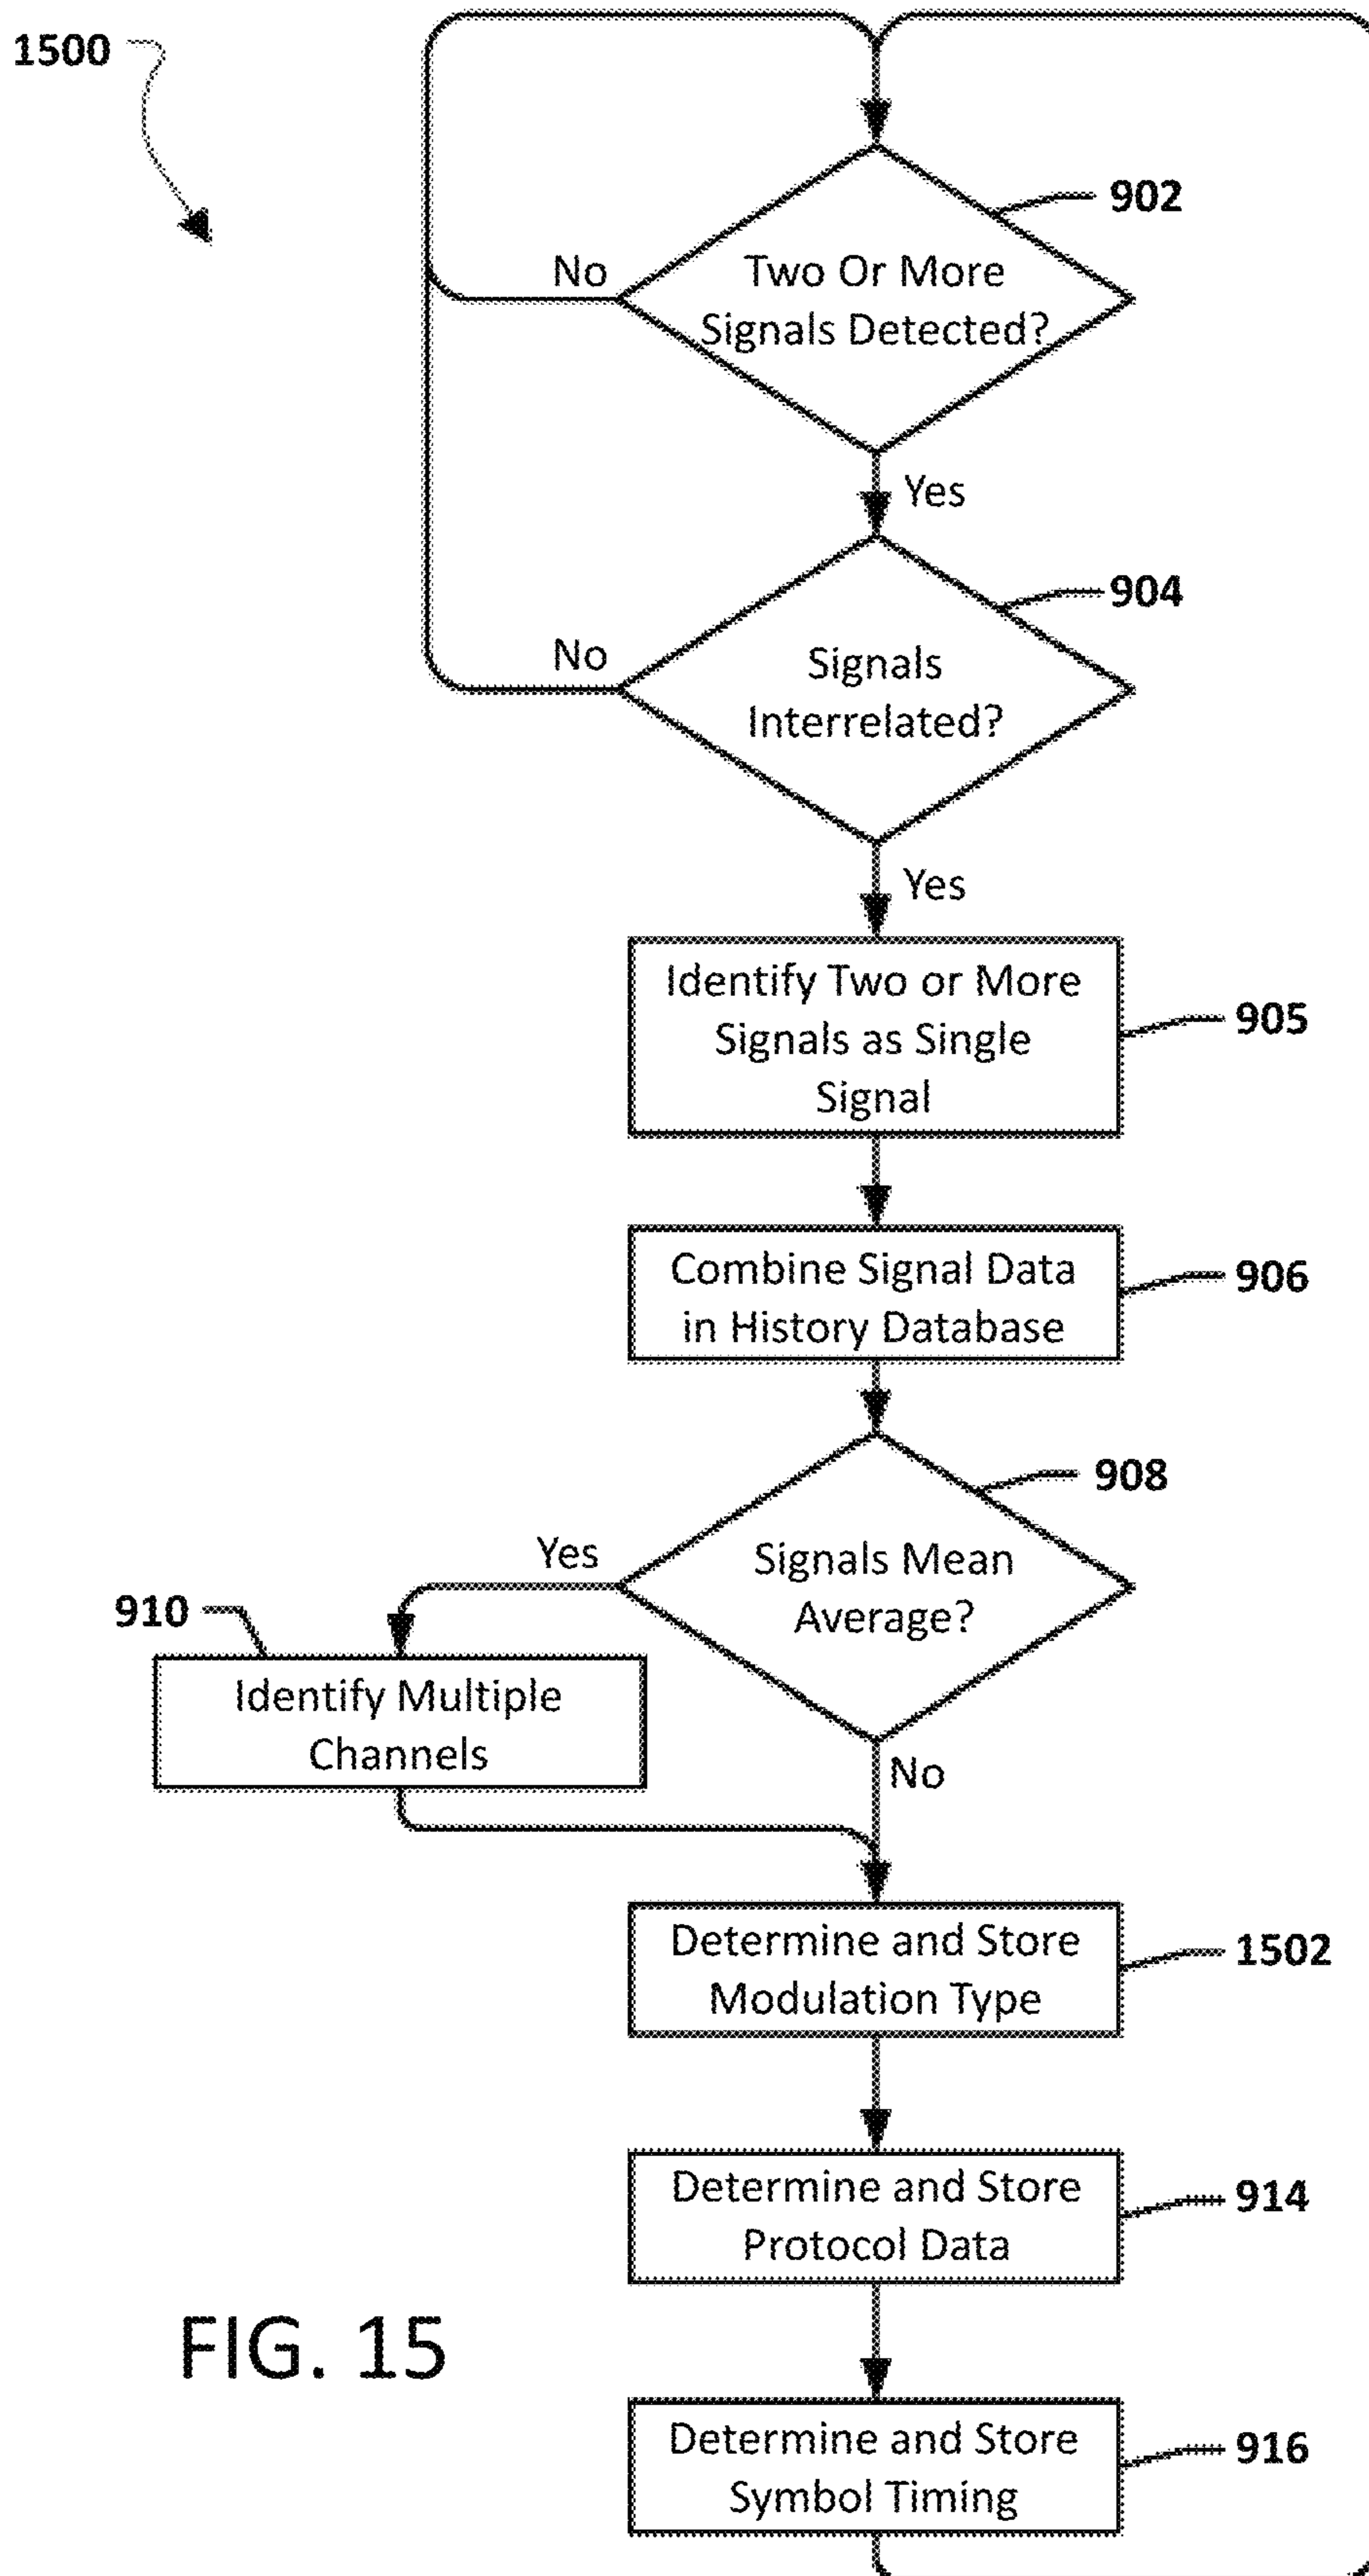 1500
902
No
Two Or More
Signals Detected?
Yes
904
No
Signals
Interrelated?
Yes
Identify Two or More
Signals as Single
Signal
905
Combine Signal Data
in History Database
906
908
Yes
Signals Mean
Average?
910
Identify Multiple
Channels
No
Determine and Store
Modulation Type
1502
Determine and Store
Protocol Data
914
FIG. 15
Determine and Store
Symbol Timing
916